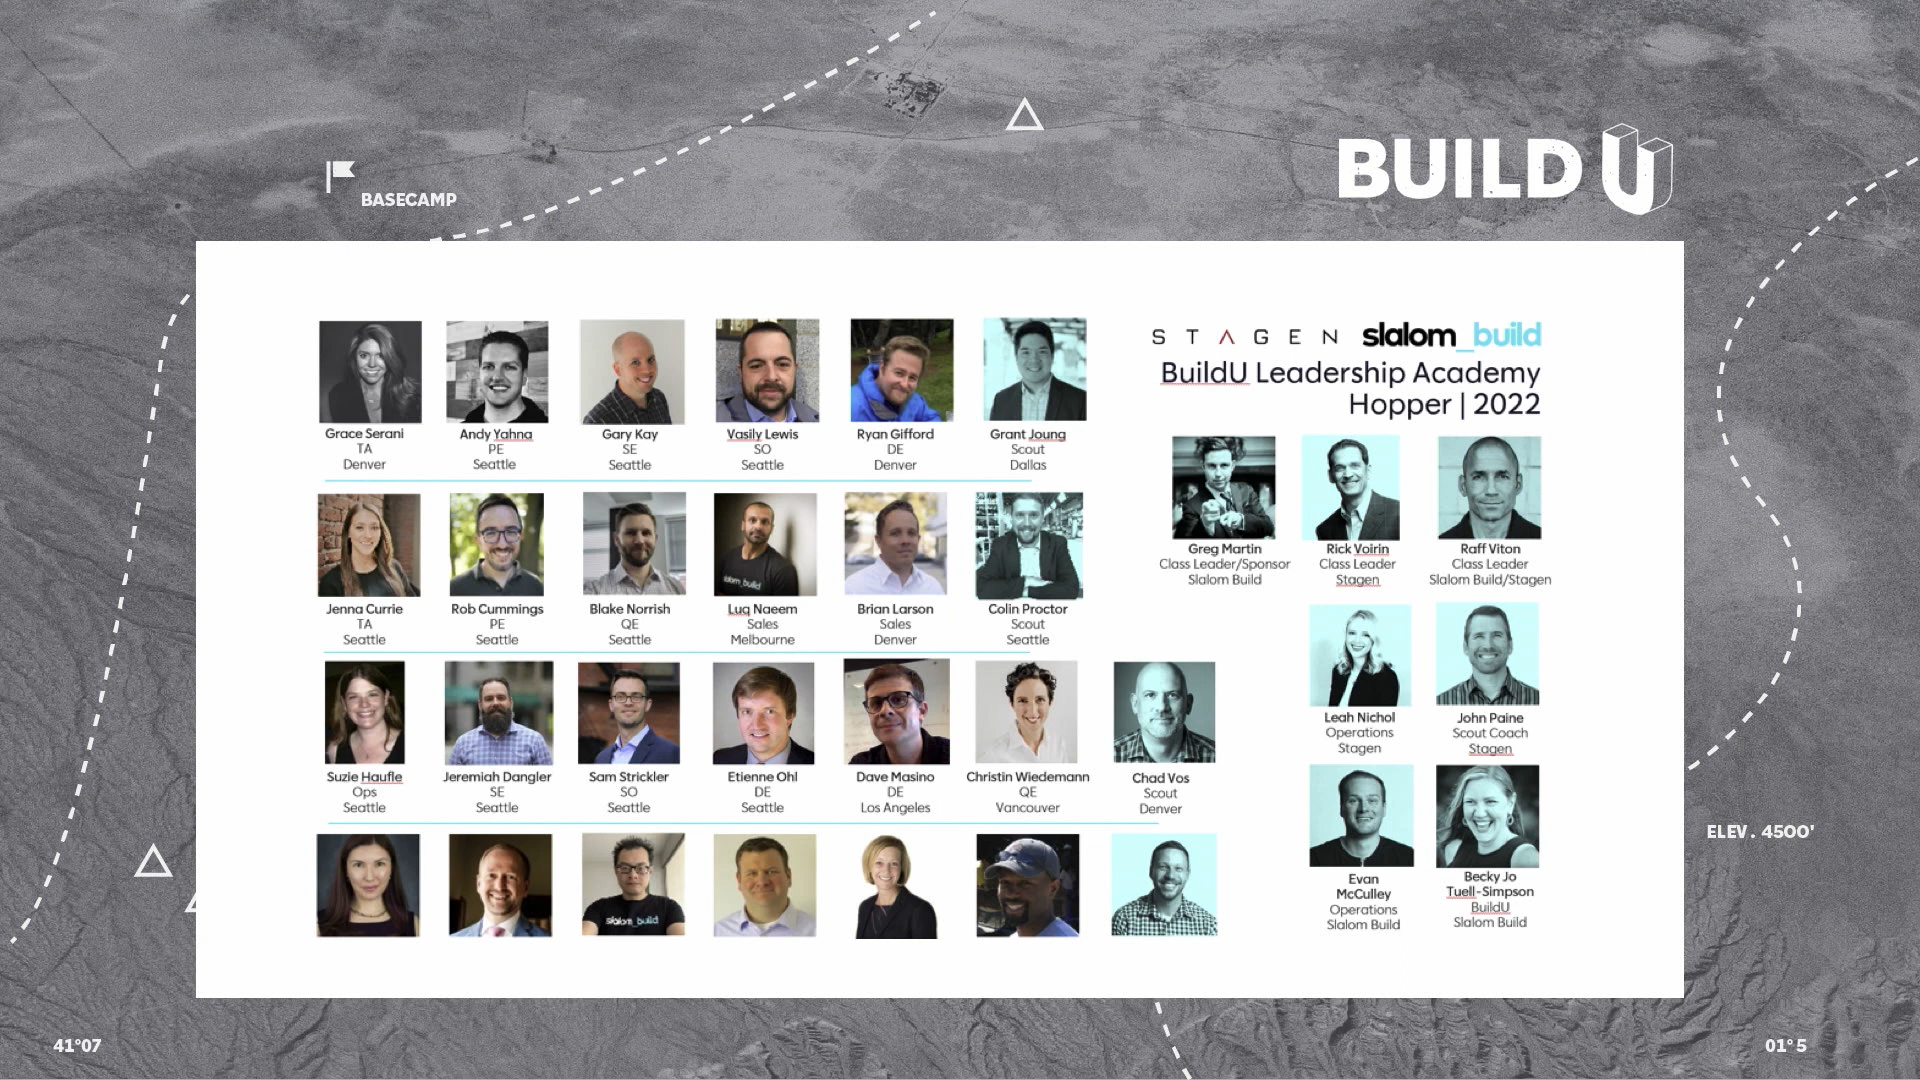 BASECAMP
BUILD U
STAGEN slalom_build
BuildU Leadership Academy
Hopper | 2022
Grace Serani
TA
Denver
Andy Yahna
PE
Seattle
Gary Kay
SE
Seattle
Vasily Lewis
SO
Seattle
Ryan Gifford
DE
Denver
Grant Joung
Scout
Dallas
Jenna Currie
TA
Seattle
Rob Cummings
PE
Seattle
Blake Norrish
QE
Seattle
slalom_build
Luq Naeem
Sales
Melbourne
Brian Larson
Sales
Denver
Colin Proctor
Scout
Seattle
Suzie Haufle
Ops
Seattle
Jeremiah Dangler
SE
Seattle
Sam Strickler
SO
Seattle
Etienne Ohl
DE
Seattle
Dave Masino
DE
Los Angeles
Christin Wiedemann
QE
Vancouver
Chad Vos
Scout
Denver
slalom_build
Greg Martin
Class Leader/Sponsor
Slalom Build
Rick Voirin
Class Leader
Stagen
Raff Viton
Class Leader
Slalom Build/Stagen
Leah Nichol
Operations
Stagen
John Paine
Scout Coach
Stagen
Evan
McCulley
Operations
Slalom Build
Becky Jo
Tuell-Simpson
BuildU
Slalom Build
ELEV. 4500'
41°07
01°5